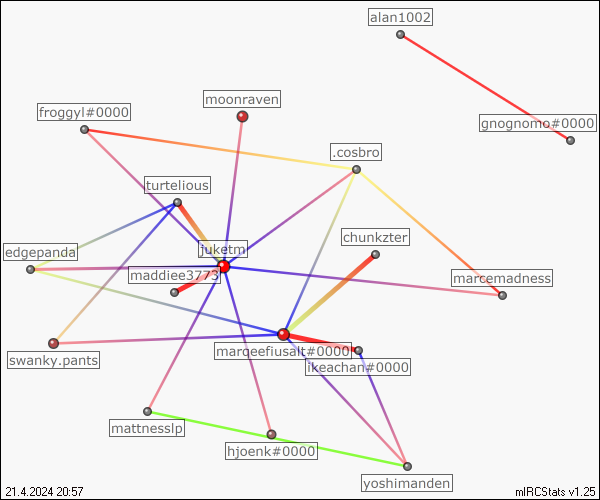 alan1002
moonraven
froggyl#0000
gnognomo#0000
.cosbro
turtelious
chunkzter
juketm
edgepanda
maddiee3773
marcemadness
marqeefiusalt#0000
swanky.pants
ikeachan#0000
mattnesslp
hjoenk#0000
yoshimanden
21.4.2024 20:57
mIRCStats v1.25